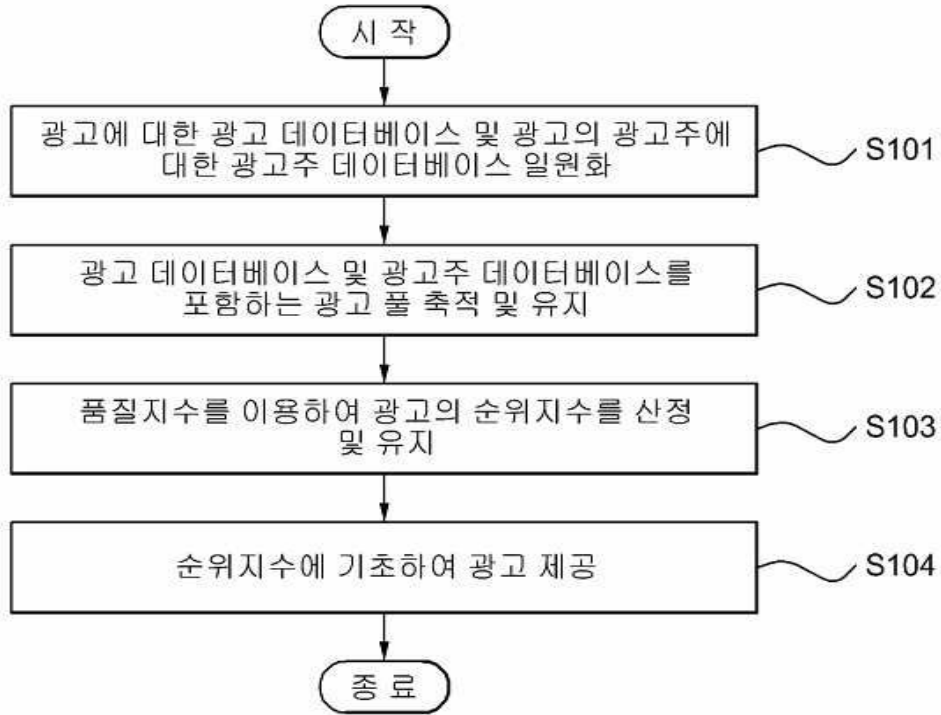 시 작
광고에 대한 광고 데이터베이스 및 광고의 광고주에
대한 광고주 데이터베이스 일원화
S101
광고 데이터베이스 및 광고주 데이터베이스를
포함하는 광고 풀 축적 및 유지
S102
품질지수를 이용하여 광고의 순위지수를 산정
및 유지
S103
순위지수에 기초하여 광고 제공
S104
종 료